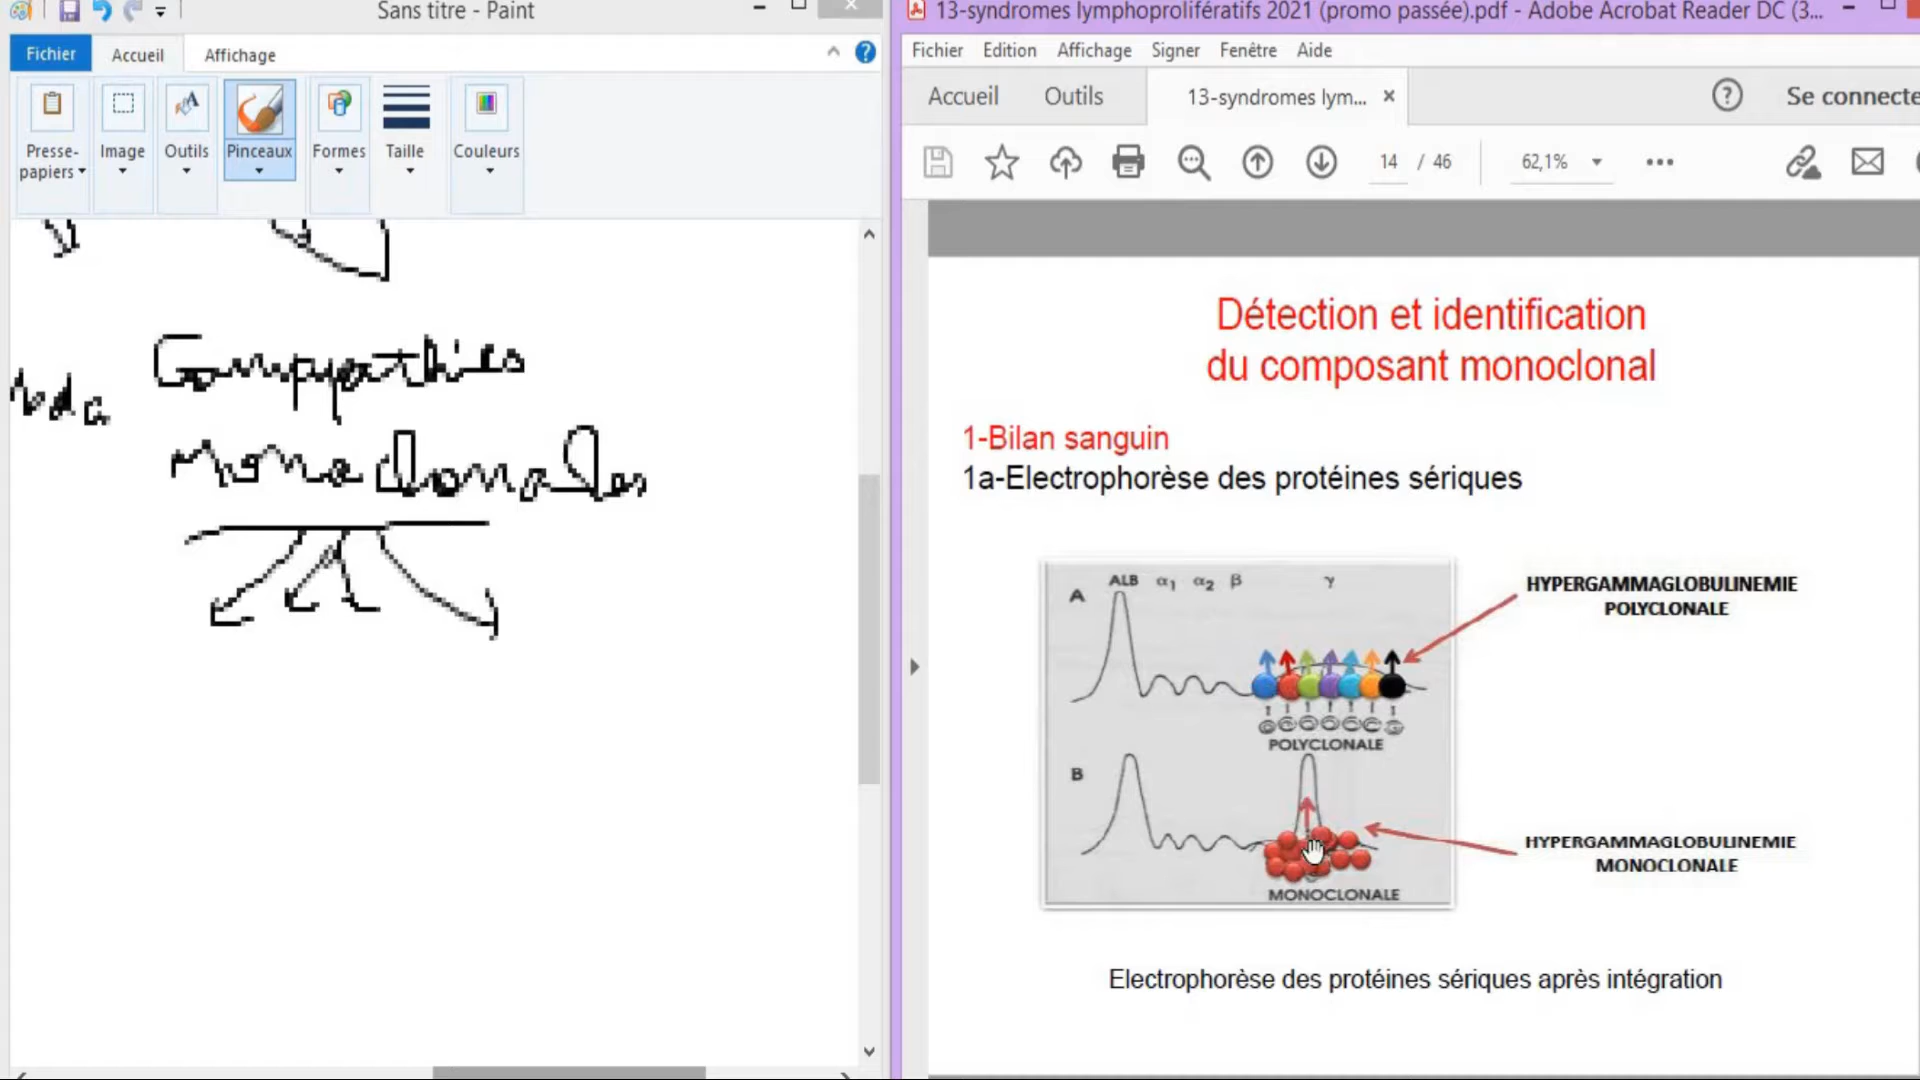 Sans titre - Paint
Fichier
Accueil
Affichage
Presse-
papiers
Image
Outils
Pinceaux
Formes
Taille
Couleurs
Monoclonales
13-syndromes lymphoprolifératifs 2021 (promo passée).pdf - Adobe Acrobat Reader DC (3...
Fichier Edition Affichage Signer Fenêtre Aide
Accueil Outils 13-syndromes lym... Se connecte
14 / 46 62,1%
Détection et identification
du composant monoclonal
1-Bilan sanguin
1a-Electrophorèse des protéines sériques
A ALB α1 α2 β γ
HYPERGAMMAGLOBULINEMIE
POLYCLONALE
POLYCLONALE
B
HYPERGAMMAGLOBULINEMIE
MONOCLONALE
MONOCLONALE
Electrophorèse des protéines sériques après intégration